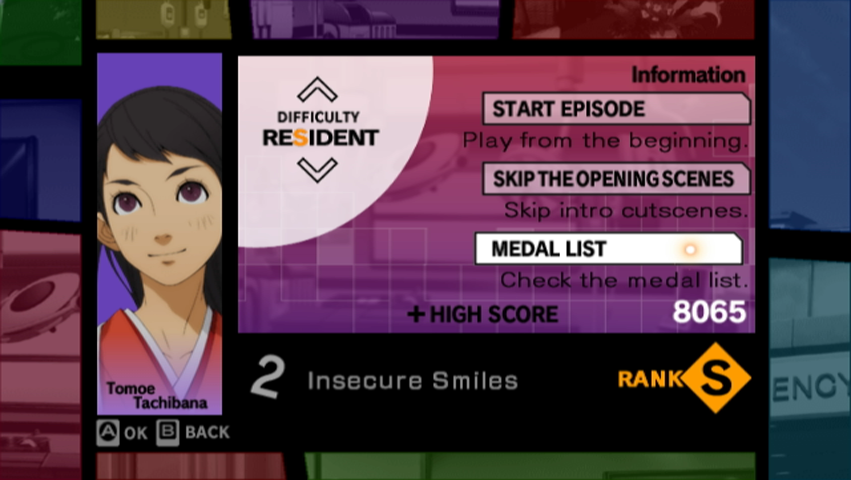 Information
DIFFICULTY
RESIDENT
START EPISODE
Play from the beginning.
SKIP THE OPENING SCENES
Skip intro cutscenes.
MEDAL LIST
Check the medal list.
+ HIGH SCORE 8065
Tomoe
Tachibana
2 Insecure Smiles RANK S
A OK B BACK
ENCY